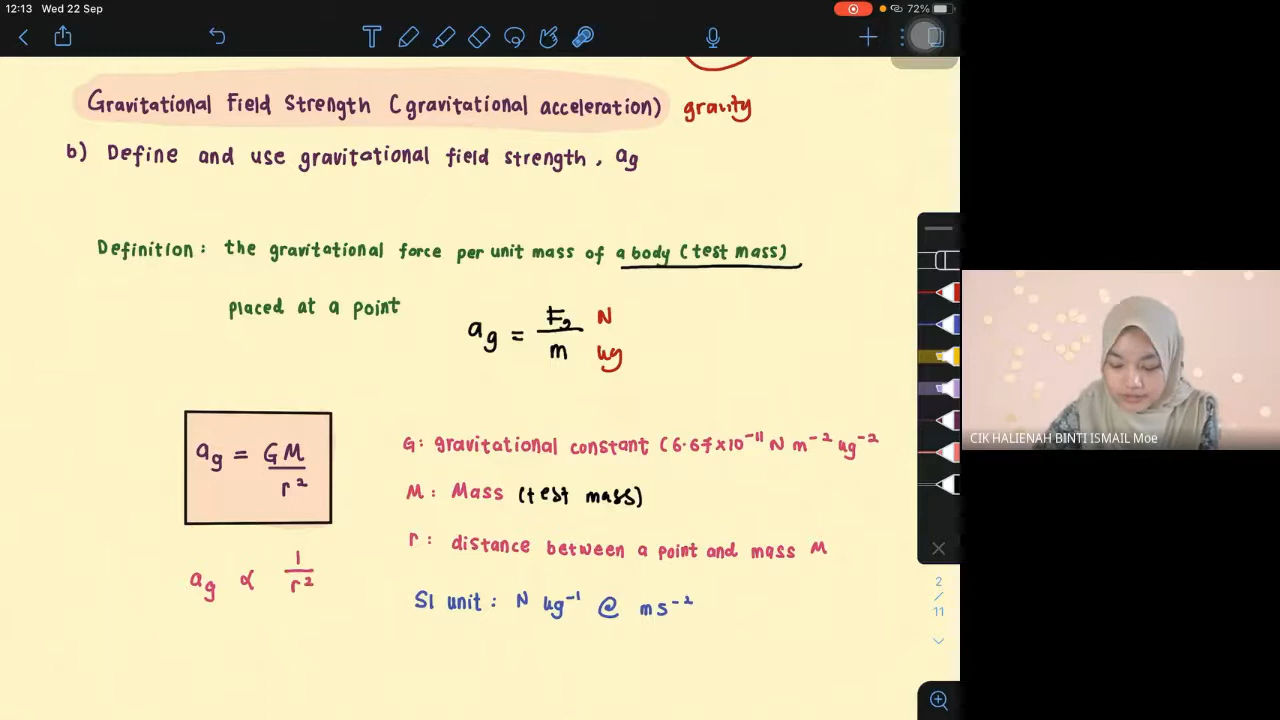 12:13 Wed 22 Sep
72%
Gravitational Field Strength (gravitational acceleration) gravity
b) Define and use gravitational field strength, ag
Definition: the gravitational force per unit mass of a body (test mass)
placed at a point
ag = Fg / m N / kg
ag = GM / r²
G: gravitational constant (6.67×10⁻¹¹ N m⁻² kg⁻²
M: Mass (test mass)
r: distance between a point and mass M
ag ∝ 1 / r²
SI unit: N kg⁻¹ @ ms⁻²
2
/
11
CIK HALIENAH BINTI ISMAIL Moe